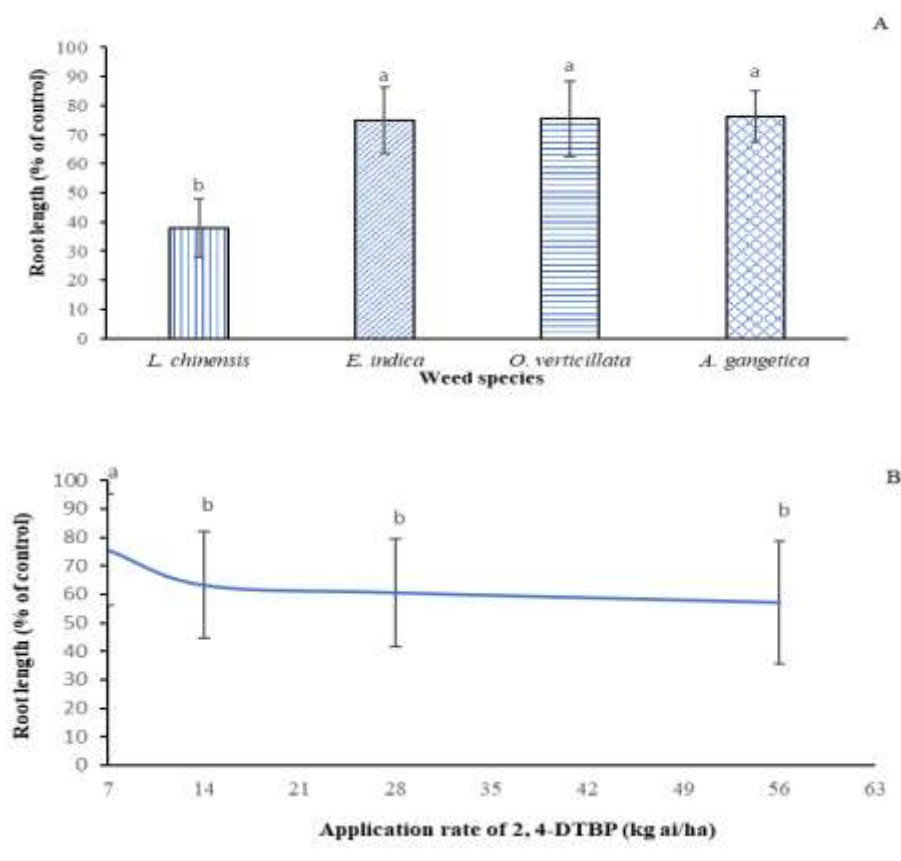 A
Root length (% of control)
100
90
80
70
60
50
40
30
20
10
0
b
a
a
a
L. chinensis
E. indica
O. verticillata
A. gangetica
Weed species
B
Root length (% of control)
100
90
80
70
60
50
40
30
20
10
0
a
b
b
b
7
14
21
28
35
42
49
56
63
Application rate of 2, 4-DTBP (kg ai/ha)